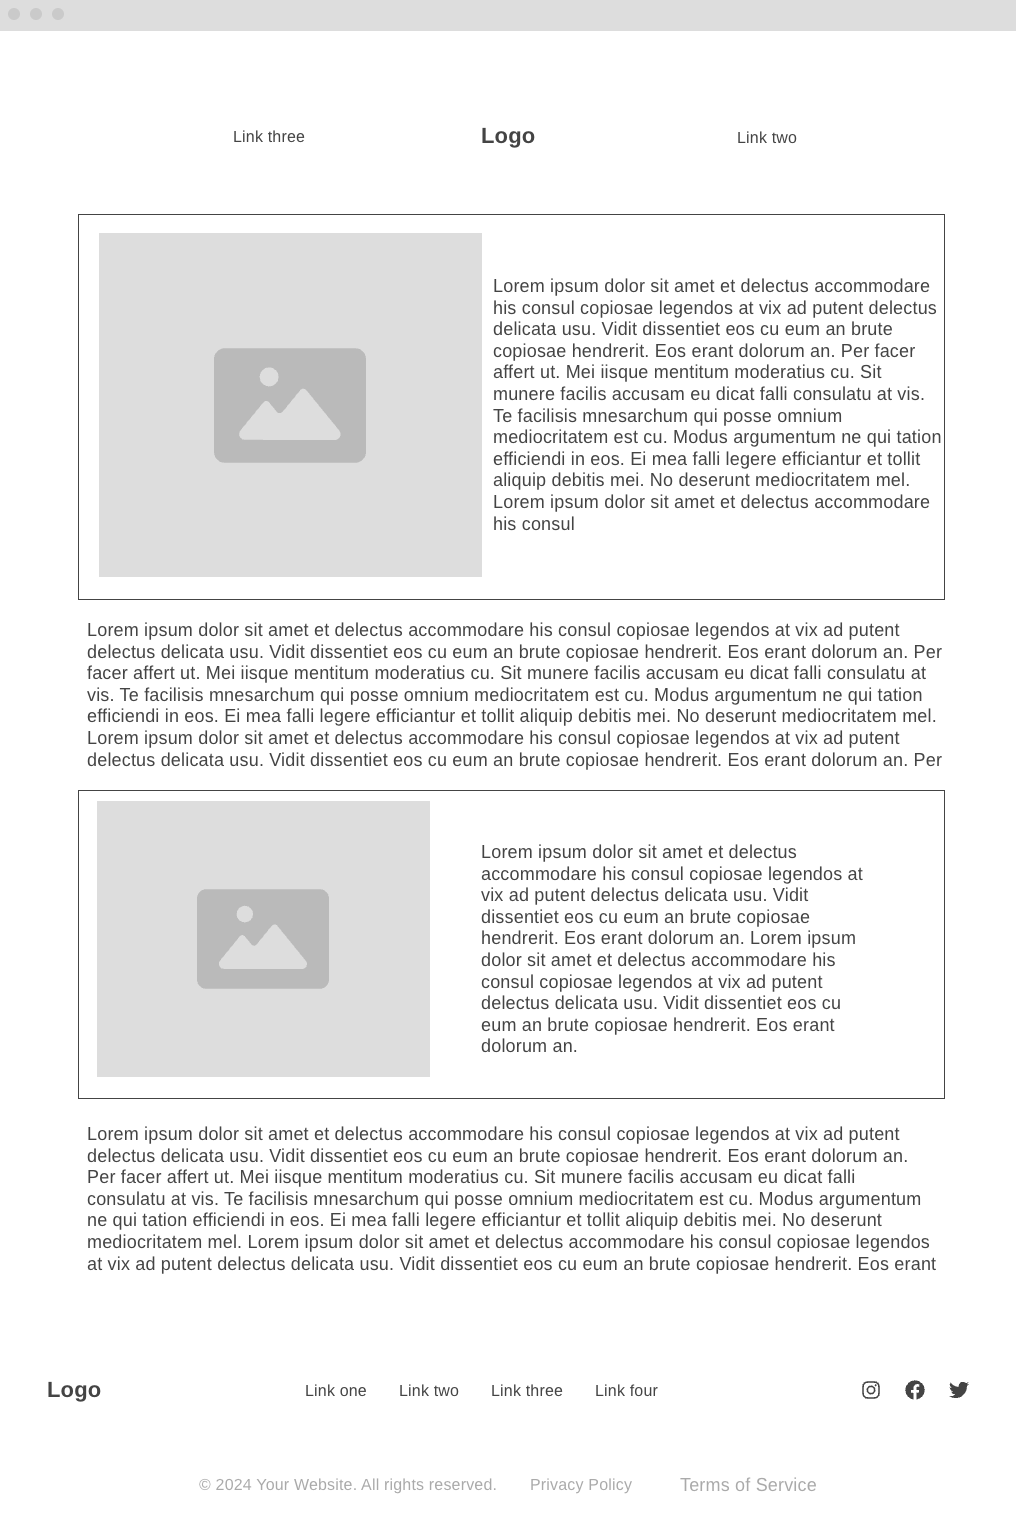 Link three
Logo
Link two
Lorem ipsum dolor sit amet et delectus accommodare
his consul copiosae legendos at vix ad putent delectus
delicata usu. Vidit dissentiet eos cu eum an brute
copiosae hendrerit. Eos erant dolorum an. Per facer
affert ut. Mei iisque mentitum moderatius cu. Sit
munere facilis accusam eu dicat falli consulatu at vis.
Te facilisis mnesarchum qui posse omnium
mediocritatem est cu. Modus argumentum ne qui tation
efficiendi in eos. Ei mea falli legere efficiantur et tollit
aliquip debitis mei. No deserunt mediocritatem mel.
Lorem ipsum dolor sit amet et delectus accommodare
his consul
Lorem ipsum dolor sit amet et delectus accommodare his consul copiosae legendos at vix ad putent
delectus delicata usu. Vidit dissentiet eos cu eum an brute copiosae hendrerit. Eos erant dolorum an. Per
facer affert ut. Mei iisque mentitum moderatius cu. Sit munere facilis accusam eu dicat falli consulatu at
vis. Te facilisis mnesarchum qui posse omnium mediocritatem est cu. Modus argumentum ne qui tation
efficiendi in eos. Ei mea falli legere efficiantur et tollit aliquip debitis mei. No deserunt mediocritatem mel.
Lorem ipsum dolor sit amet et delectus accommodare his consul copiosae legendos at vix ad putent
delectus delicata usu. Vidit dissentiet eos cu eum an brute copiosae hendrerit. Eos erant dolorum an. Per
Lorem ipsum dolor sit amet et delectus
accommodare his consul copiosae legendos at
vix ad putent delectus delicata usu. Vidit
dissentiet eos cu eum an brute copiosae
hendrerit. Eos erant dolorum an. Lorem ipsum
dolor sit amet et delectus accommodare his
consul copiosae legendos at vix ad putent
delectus delicata usu. Vidit dissentiet eos cu
eum an brute copiosae hendrerit. Eos erant
dolorum an.
Lorem ipsum dolor sit amet et delectus accommodare his consul copiosae legendos at vix ad putent
delectus delicata usu. Vidit dissentiet eos cu eum an brute copiosae hendrerit. Eos erant dolorum an.
Per facer affert ut. Mei iisque mentitum moderatius cu. Sit munere facilis accusam eu dicat falli
consulatu at vis. Te facilisis mnesarchum qui posse omnium mediocritatem est cu. Modus argumentum
ne qui tation efficiendi in eos. Ei mea falli legere efficiantur et tollit aliquip debitis mei. No deserunt
mediocritatem mel. Lorem ipsum dolor sit amet et delectus accommodare his consul copiosae legendos
at vix ad putent delectus delicata usu. Vidit dissentiet eos cu eum an brute copiosae hendrerit. Eos erant
Logo
Link one
Link two
Link three
Link four
© 2024 Your Website. All rights reserved.
Privacy Policy
Terms of Service